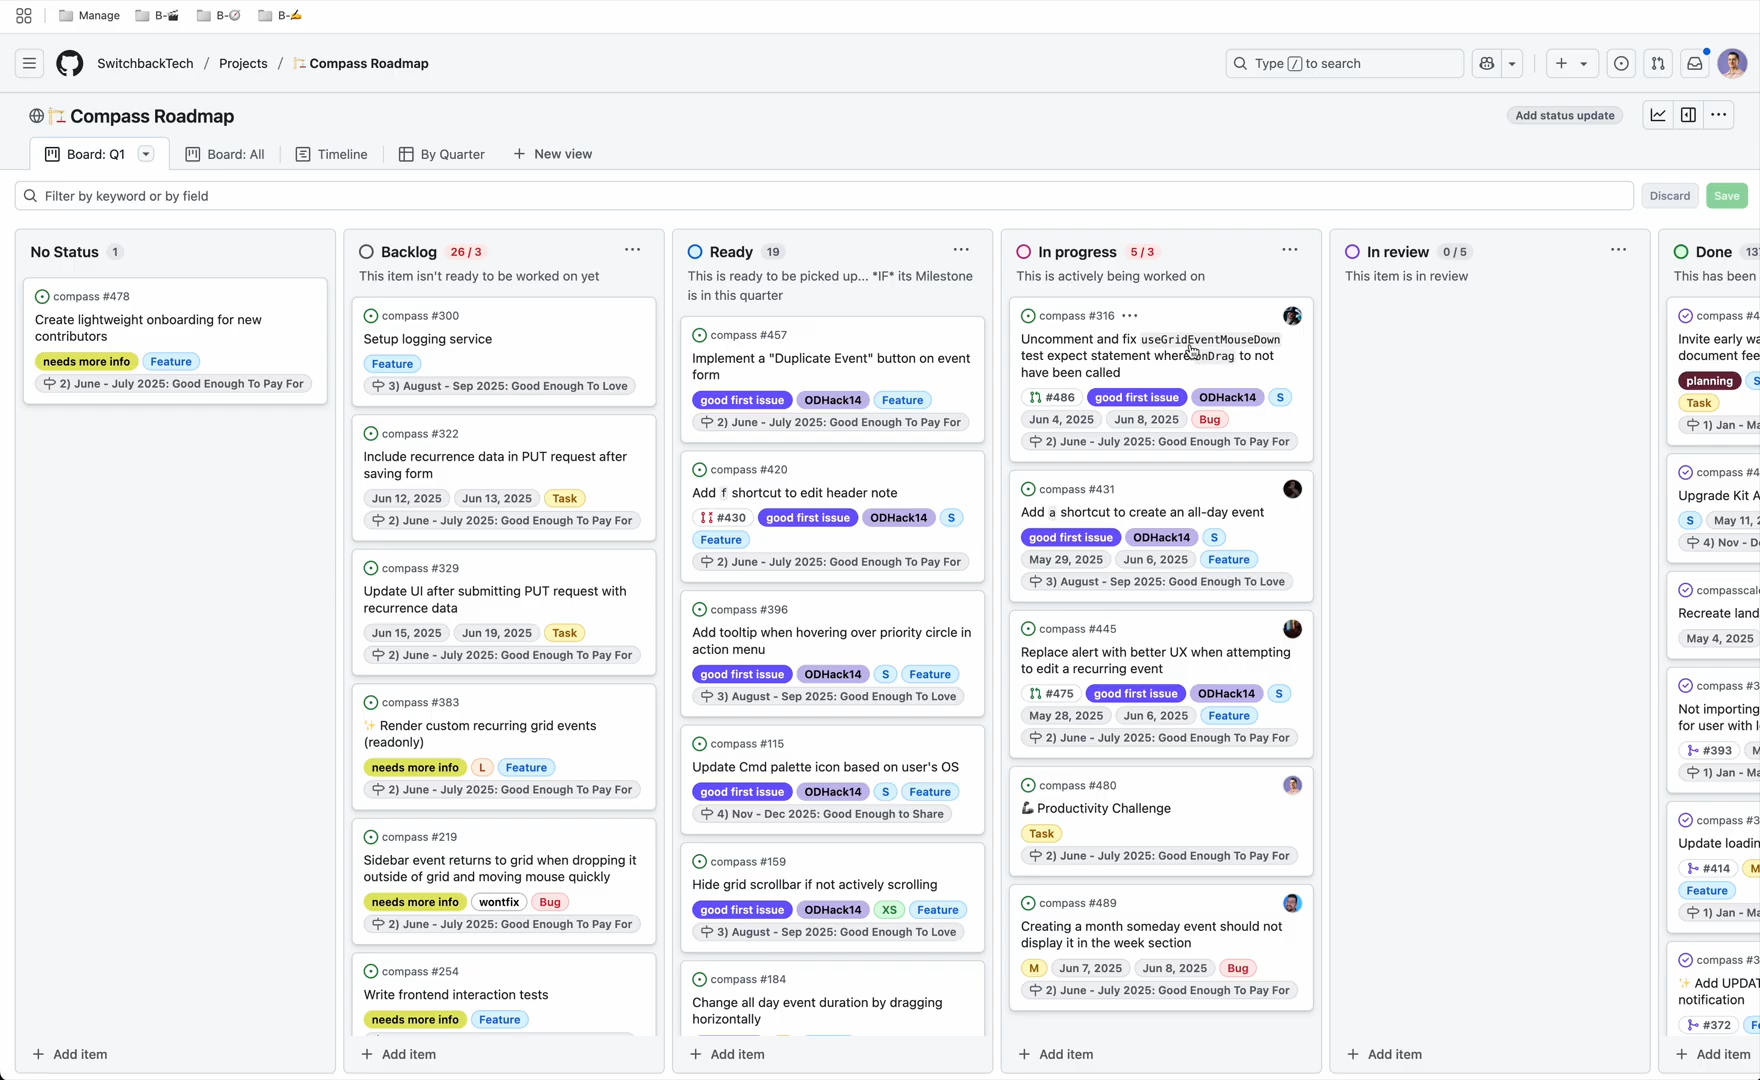 Manage
B-🎬
B-🧭
B-✍️
SwitchbackTech / Projects / 🏗️ Compass Roadmap
Type / to search
🏗️ Compass Roadmap
Add status update
Board: Q1
Board: All
Timeline
By Quarter
+ New view
Filter by keyword or by field
Discard
Save
No Status 1
compass #478
Create lightweight onboarding for new
contributors
needs more info Feature
2) June - July 2025: Good Enough To Pay For
+ Add item
Backlog 26 / 3
This item isn't ready to be worked on yet
compass #300
Setup logging service
Feature
3) August - Sep 2025: Good Enough To Love
compass #322
Include recurrence data in PUT request after
saving form
Jun 12, 2025 Jun 13, 2025 Task
2) June - July 2025: Good Enough To Pay For
compass #329
Update UI after submitting PUT request with
recurrence data
Jun 15, 2025 Jun 19, 2025 Task
2) June - July 2025: Good Enough To Pay For
compass #383
✨ Render custom recurring grid events
(readonly)
needs more info L Feature
2) June - July 2025: Good Enough To Pay For
compass #219
Sidebar event returns to grid when dropping it
outside of grid and moving mouse quickly
needs more info wontfix Bug
2) June - July 2025: Good Enough To Pay For
compass #254
Write frontend interaction tests
needs more info Feature
+ Add item
Ready 19
This is ready to be picked up... *IF* its Milestone
is in this quarter
compass #457
Implement a "Duplicate Event" button on event
form
good first issue ODHack14 Feature
2) June - July 2025: Good Enough To Pay For
compass #420
Add f shortcut to edit header note
#430 good first issue ODHack14 S
Feature
2) June - July 2025: Good Enough To Pay For
compass #396
Add tooltip when hovering over priority circle in
action menu
good first issue ODHack14 S Feature
3) August - Sep 2025: Good Enough To Love
compass #115
Update Cmd palette icon based on user's OS
good first issue ODHack14 S Feature
4) Nov - Dec 2025: Good Enough to Share
compass #159
Hide grid scrollbar if not actively scrolling
good first issue ODHack14 XS Feature
3) August - Sep 2025: Good Enough To Love
compass #184
Change all day event duration by dragging
horizontally
+ Add item
In progress 5 / 3
This is actively being worked on
compass #316
Uncomment and fix useGridEventMouseDown
test expect statement where onDrag to not
have been called
#486 good first issue ODHack14 S
Jun 4, 2025 Jun 8, 2025 Bug
2) June - July 2025: Good Enough To Pay For
compass #431
Add a shortcut to create an all-day event
good first issue ODHack14 S
May 29, 2025 Jun 6, 2025 Feature
3) August - Sep 2025: Good Enough To Love
compass #445
Replace alert with better UX when attempting
to edit a recurring event
#475 good first issue ODHack14 S
May 28, 2025 Jun 6, 2025 Feature
2) June - July 2025: Good Enough To Pay For
compass #480
🦾 Productivity Challenge
Task
2) June - July 2025: Good Enough To Pay For
compass #489
Creating a month someday event should not
display it in the week section
M Jun 7, 2025 Jun 8, 2025 Bug
2) June - July 2025: Good Enough To Pay For
+ Add item
In review 0 / 5
This item is in review
+ Add item
Done 13
This has been
compass #4
Invite early wa
document fee
planning S
Task
1) Jan - Ma
compass #4
Upgrade Kit A
S May 11, 2
4) Nov - De
compasscal
Recreate land
May 4, 2025
compass #3
Not importing
for user with l
#393 M
1) Jan - Ma
compass #3
Update loadin
#414 M
Feature
1) Jan - Ma
compass #3
✨ Add UPDAT
notification
#372 Fe
+ Add item